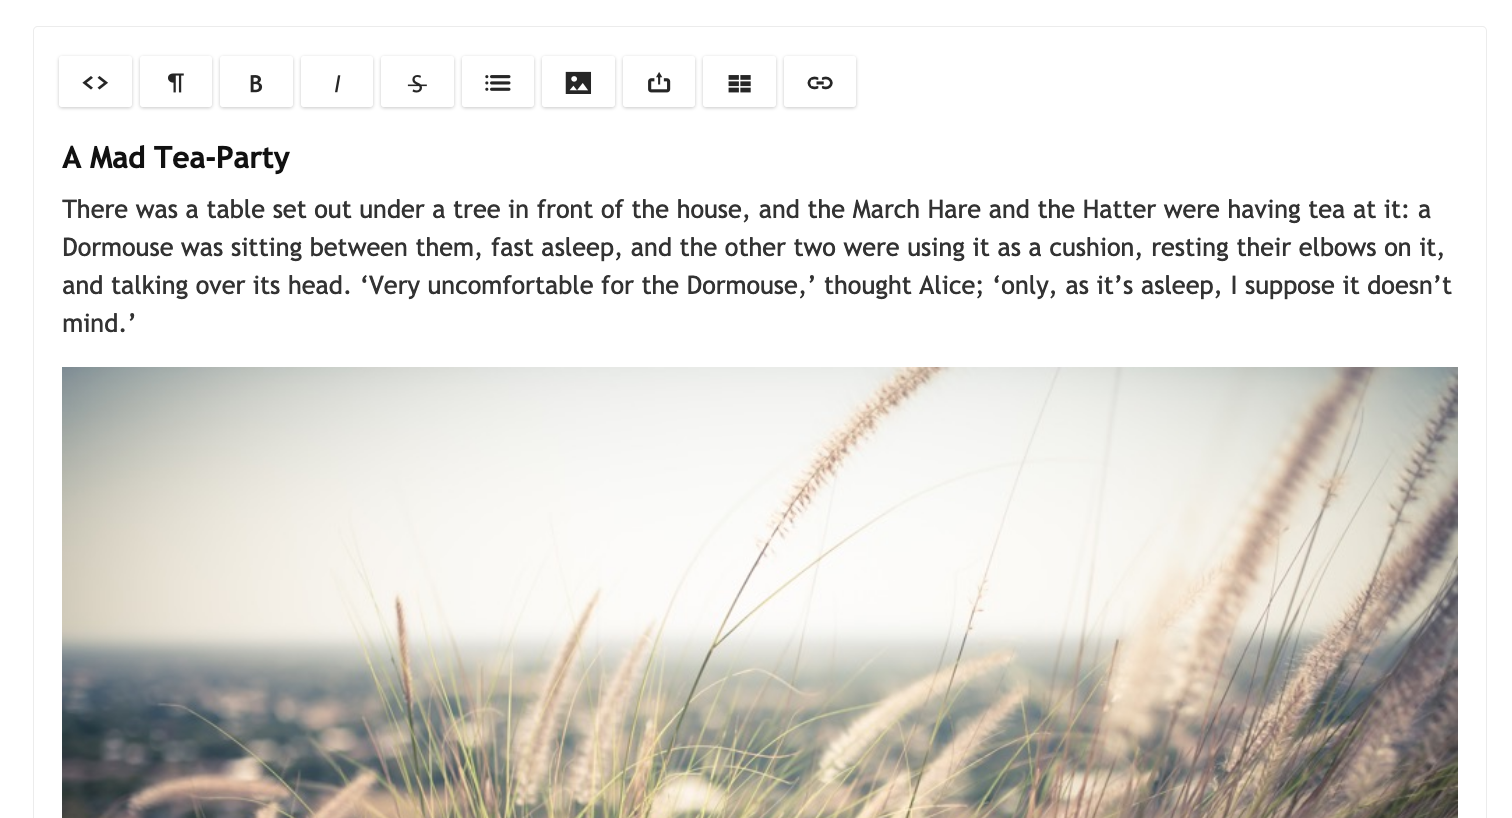 <> ¶ B I S
A Mad Tea-Party
There was a table set out under a tree in front of the house, and the March Hare and the Hatter were having tea at it: a
Dormouse was sitting between them, fast asleep, and the other two were using it as a cushion, resting their elbows on it,
and talking over its head. ‘Very uncomfortable for the Dormouse,’ thought Alice; ‘only, as it’s asleep, I suppose it doesn’t
mind.’